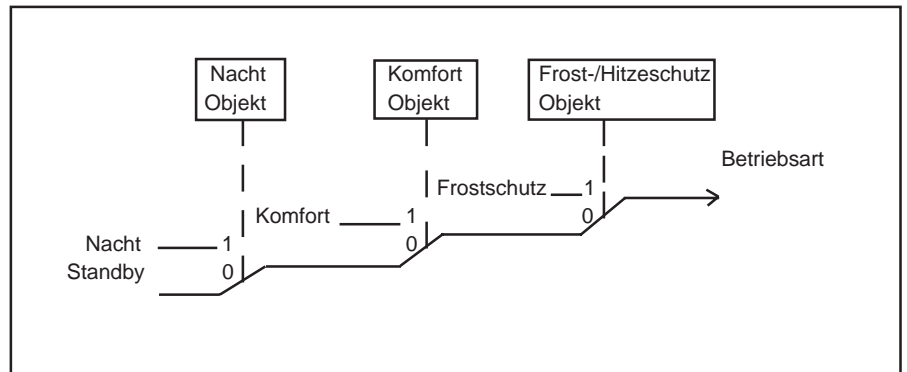 Nacht
Objekt
Komfort
Objekt
Frost-/Hitzeschutz
Objekt
Betriebsart
Frostschutz 1
0
Komfort 1
0
Nacht 1
Standby 0